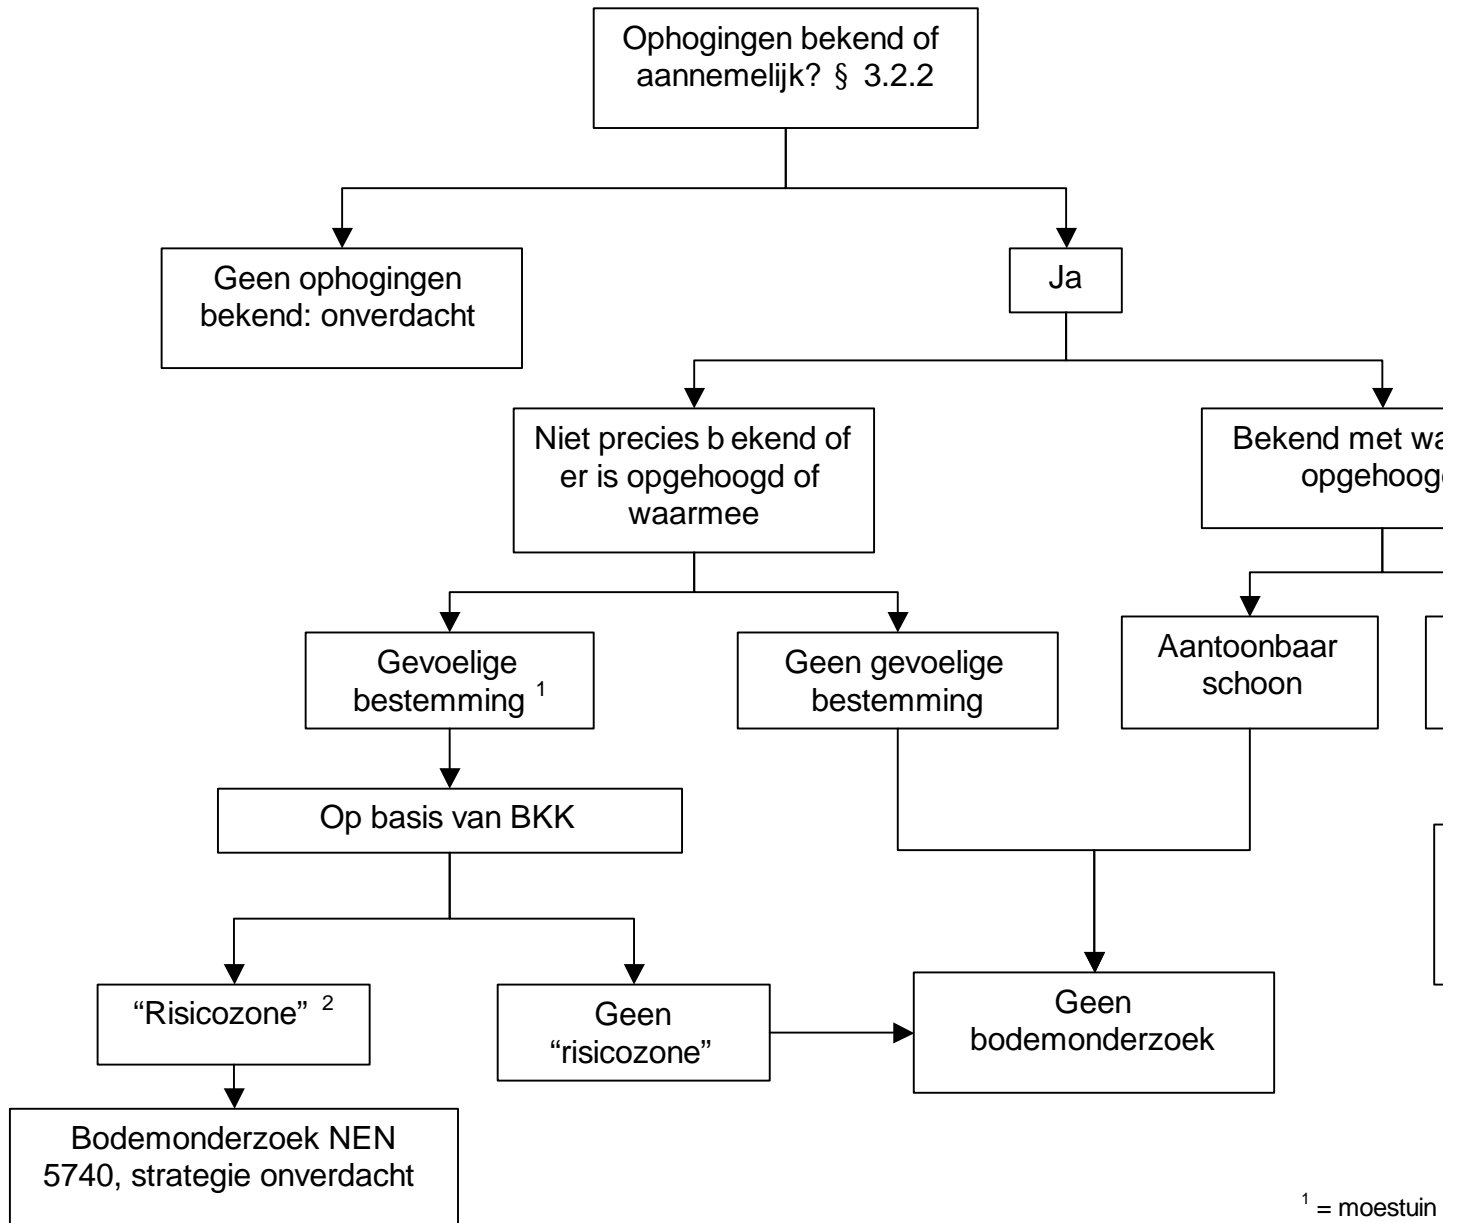 Ophogingen bekend of
aannemelijk? § 3.2.2
Geen ophogingen
bekend: onverdacht
Ja
Niet precies b ekend of
er is opgehoogd of
waarmee
Bekend met
Gevoelige
bestemming ¹
Geen gevoelige
bestemming
Aantoonbaar
schoon
Op basis van BKK
“Risicozone” ²
Geen
“risicozone”
Geen
bodemonderzoek
Bodemonderzoek NEN
5740, strategie onverdacht
¹ = moestuin